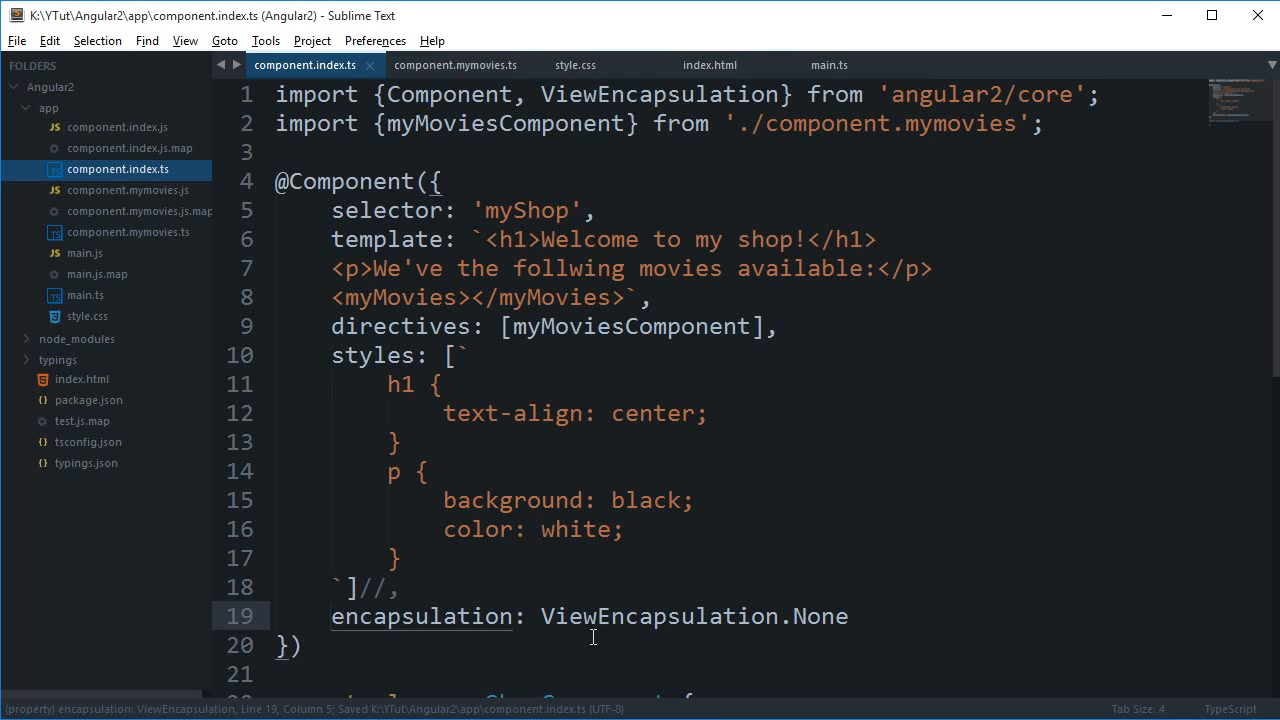 K:\YTut\Angular2\app\component.index.ts (Angular2) - Sublime Text
File Edit Selection Find View Goto Tools Project Preferences Help
FOLDERS
Angular2
app
component.index.js
component.index.js.map
component.index.ts
component.mymovies.js
component.mymovies.js.map
component.mymovies.ts
main.js
main.js.map
main.ts
style.css
node_modules
typings
index.html
package.json
test.js.map
tsconfig.json
typings.json
component.index.ts component.mymovies.ts style.css index.html main.ts
1 import {Component, ViewEncapsulation} from 'angular2/core';
2 import {myMoviesComponent} from './component.mymovies';
3
4 @Component({
5 selector: 'myShop',
6 template: `<h1>Welcome to my shop!</h1>
7 <p>We've the follwing movies available:</p>
8 <myMovies></myMovies>`,
9 directives: [myMoviesComponent],
10 styles: [`
11 h1 {
12 text-align: center;
13 }
14 p {
15 background: black;
16 color: white;
17 }
18 `]//,
19 encapsulation: ViewEncapsulation.None
20 })
21
(property) encapsulation: ViewEncapsulation, Line 19, Column 5; Saved K:\YTut\Angular2\app\component.index.ts (UTF-8) Tab Size: 4 TypeScript